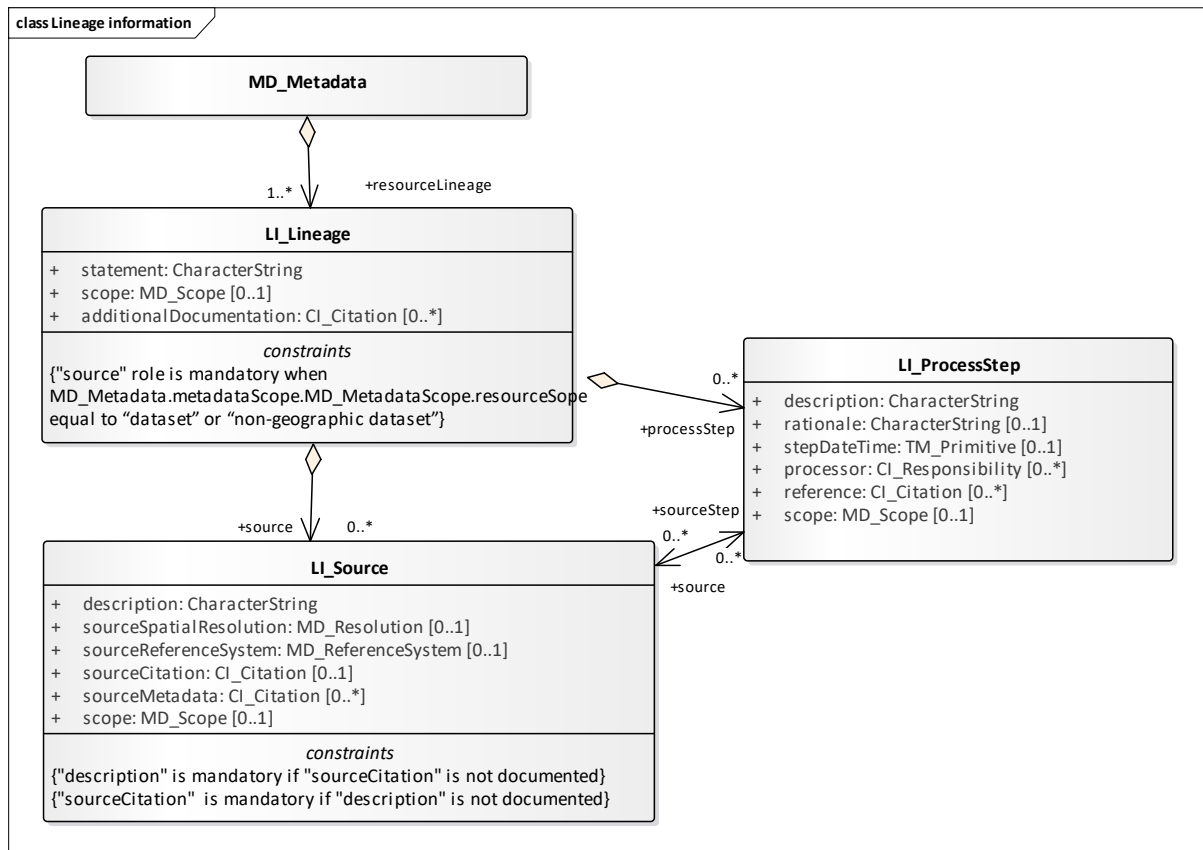 class Lineage information
MD_Metadata
1..*
+resourceLineage
LI_Lineage
+ statement: CharacterString
+ scope: MD_Scope [0..1]
+ additionalDocumentation: CI_Citation [0..*]
constraints
{"source" role is mandatory when
MD_Metadata.metadataScope.MD_MetadataScope.resourceSope
equal to “dataset” or “non-geographic dataset”}
0..*
+processStep
LI_ProcessStep
+ description: CharacterString
+ rationale: CharacterString [0..1]
+ stepDateTime: TM_Primitive [0..1]
+ processor: CI_Responsibility [0..*]
+ reference: CI_Citation [0..*]
+ scope: MD_Scope [0..1]
+source
0..*
+sourceStep
0..*
0..*
+source
LI_Source
+ description: CharacterString
+ sourceSpatialResolution: MD_Resolution [0..1]
+ sourceReferenceSystem: MD_ReferenceSystem [0..1]
+ sourceCitation: CI_Citation [0..1]
+ sourceMetadata: CI_Citation [0..*]
+ scope: MD_Scope [0..1]
constraints
{"description" is mandatory if "sourceCitation" is not documented}
{"sourceCitation" is mandatory if "description" is not documented}